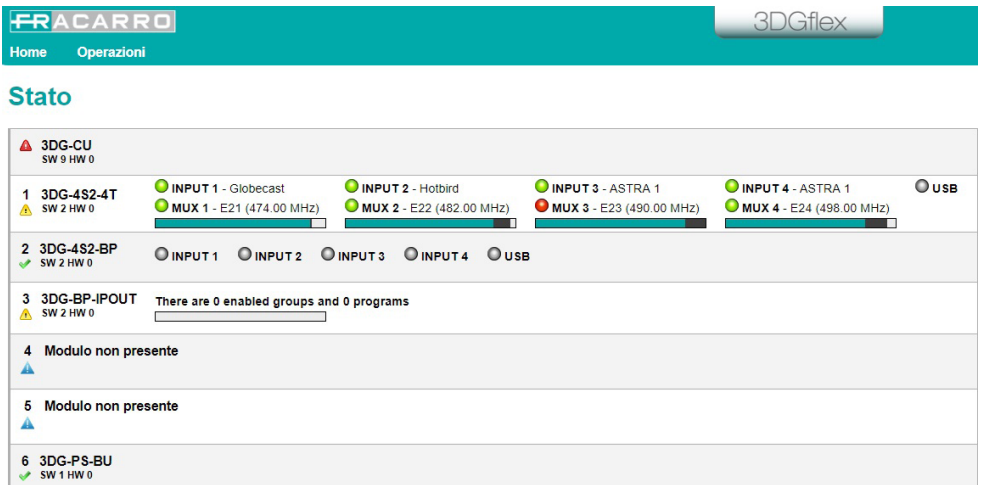 FRACARRO
3DGflex
Home Operazioni
Stato
3DG-CU
SW 9 HW 0
1 3DG-4S2-4T
SW 2 HW 0
INPUT 1 - Globecast INPUT 2 - Hotbird INPUT 3 - ASTRA 1 INPUT 4 - ASTRA 1 USB
MUX 1 - E21 (474.00 MHz) MUX 2 - E22 (482.00 MHz) MUX 3 - E23 (490.00 MHz) MUX 4 - E24 (498.00 MHz)
2 3DG-4S2-BP
SW 2 HW 0
INPUT 1 INPUT 2 INPUT 3 INPUT 4 USB
3 3DG-BP-IPOUT
SW 2 HW 0
There are 0 enabled groups and 0 programs
4 Modulo non presente
5 Modulo non presente
6 3DG-PS-BU
SW 1 HW 0